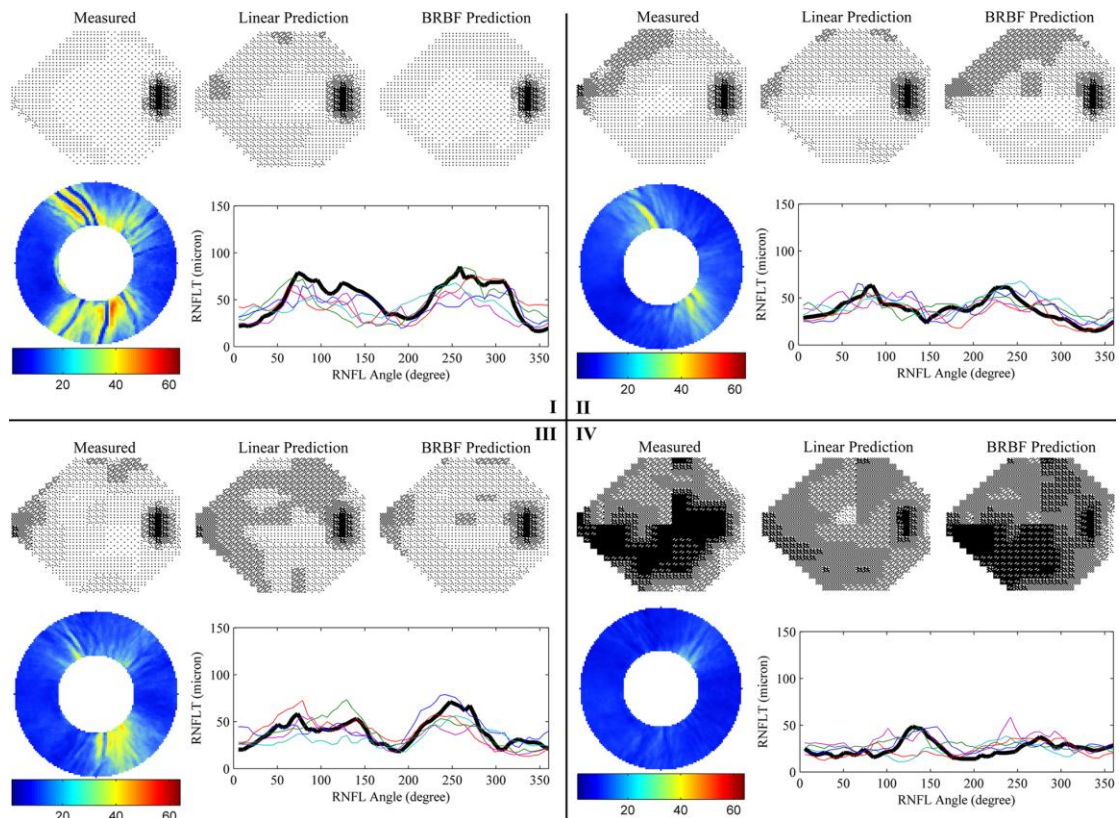 Measured Linear Prediction BRBF Prediction
150
100
50
0
RNFLT (micron)
0 50 100 150 200 250 300 350
RNFL Angle (degree)
20 40 60
I
Measured Linear Prediction BRBF Prediction
150
100
50
0
RNFLT (micron)
0 50 100 150 200 250 300 350
RNFL Angle (degree)
20 40 60
II
III
Measured Linear Prediction BRBF Prediction
150
100
50
0
RNFLT (micron)
0 50 100 150 200 250 300 350
RNFL Angle (degree)
20 40 60
IV
Measured Linear Prediction BRBF Prediction
150
100
50
0
RNFLT (micron)
0 50 100 150 200 250 300 350
RNFL Angle (degree)
20 40 60